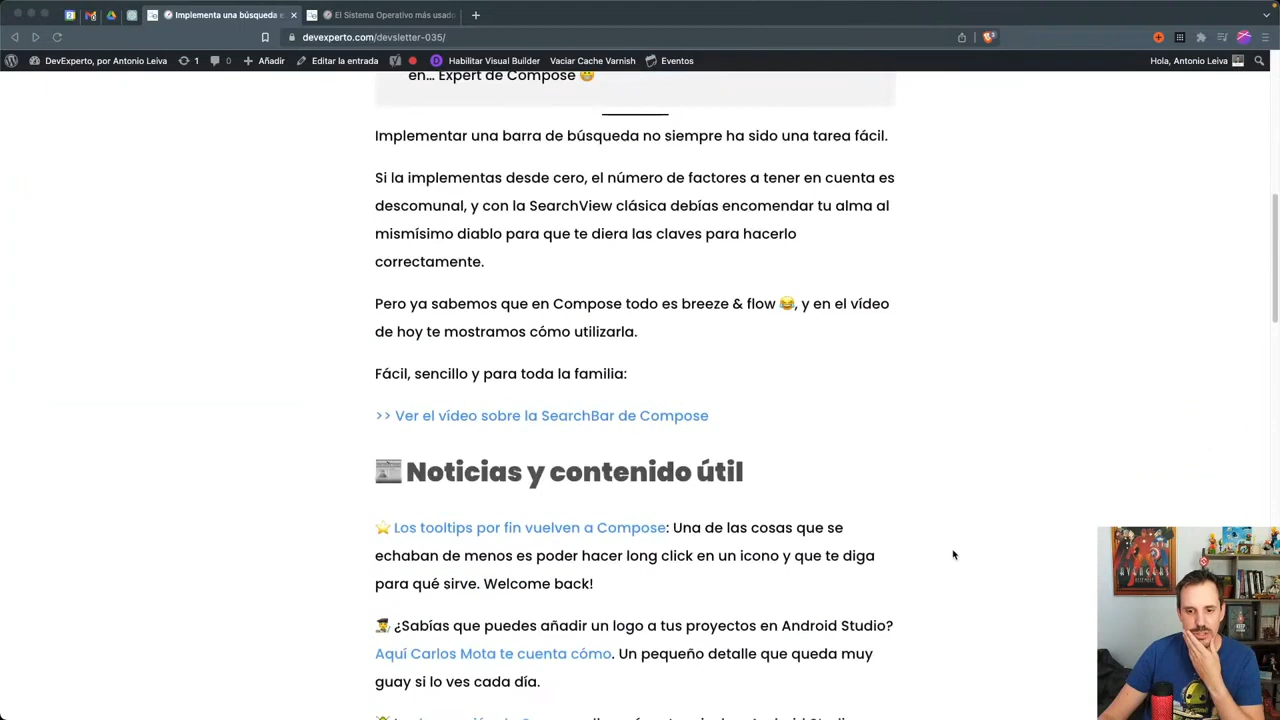 Implementa una búsqueda e
El Sistema Operativo más usado
devexperto.com/devsletter-035/
DevExperto, por Antonio Leiva 1 0 Añadir Editar la entrada Habilitar Visual Builder Vaciar Cache Varnish Eventos Hola, Antonio Leiva
en... Expert de Compose 😁
Implementar una barra de búsqueda no siempre ha sido una tarea fácil.
Si la implementas desde cero, el número de factores a tener en cuenta es
descomunal, y con la SearchView clásica debías encomendar tu alma al
mismísimo diablo para que te diera las claves para hacerlo
correctamente.
Pero ya sabemos que en Compose todo es breeze & flow 😂, y en el vídeo
de hoy te mostramos cómo utilizarla.
Fácil, sencillo y para toda la familia:
>> Ver el vídeo sobre la SearchBar de Compose
📰 Noticias y contenido útil
⭐ Los tooltips por fin vuelven a Compose: Una de las cosas que se
echaban de menos es poder hacer long click en un icono y que te diga
para qué sirve. Welcome back!
👨‍🎓 ¿Sabías que puedes añadir un logo a tus proyectos en Android Studio?
Aquí Carlos Mota te cuenta cómo. Un pequeño detalle que queda muy
guay si lo ves cada día.
AVENGERS